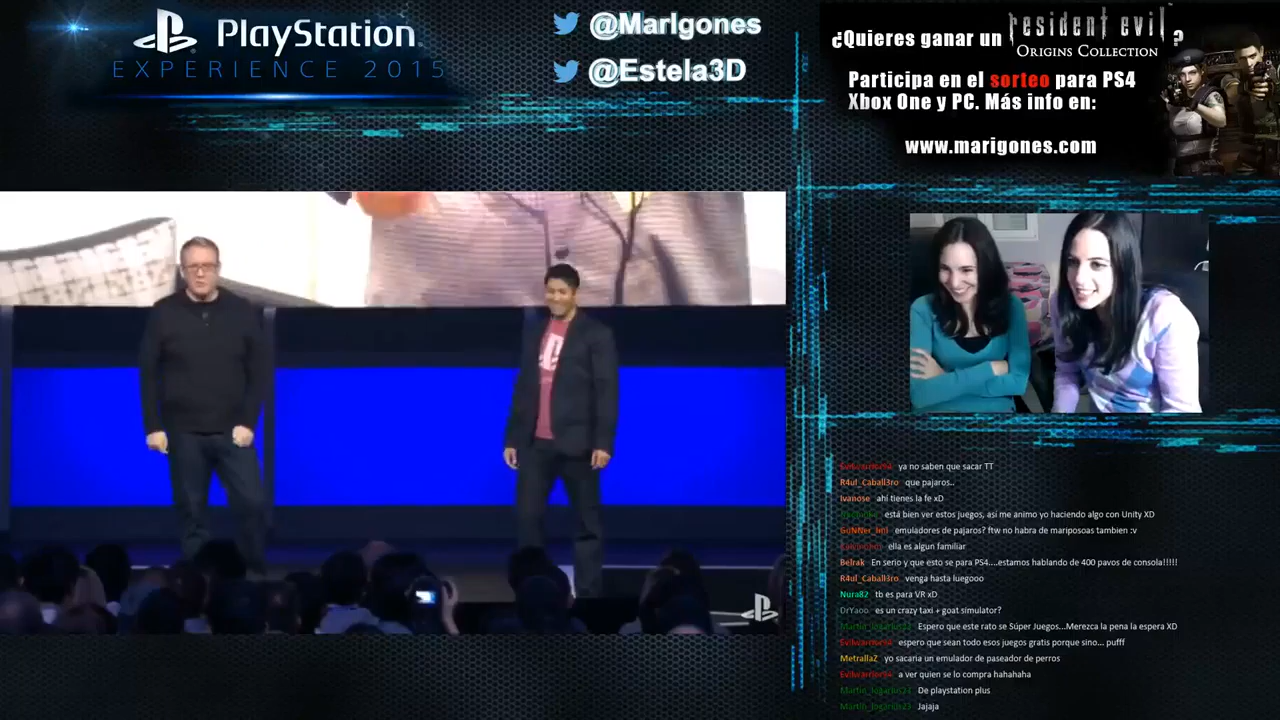 PlayStation
EXPERIENCE 2015
@MarIgones
@Estela3D
¿Quieres ganar un resident evil ?
ORIGINS COLLECTION
Participa en el sorteo para PS4
Xbox One y PC. Más info en:
www.marigones.com
ya no saben que sacar TT
R4ul_Caball3ro que pajaros..
Ivanose ahí tienes la fe xD
está bien ver estos juegos, así me animo yo haciendo algo con Unity XD
emuladores de pajaros? ftw no habra de mariposoas tambien :v
ella es algun familiar
Belrak En serio y que esto se para PS4....estamos hablando de 400 pavos de consola!!!!!
R4ul_Caball3ro venga hasta luegooo
Nura82 tb es para VR xD
DrYaoo es un crazy taxi + goat simulator?
Espero que este rato se Súper Juegos...Merezca la pena la espera XD
espero que sean todo esos juegos gratis porque sino... pufff
MetrallaZ yo sacaria un emulador de paseador de perros
a ver quien se lo compra hahahaha
De playstation plus
Jajaja